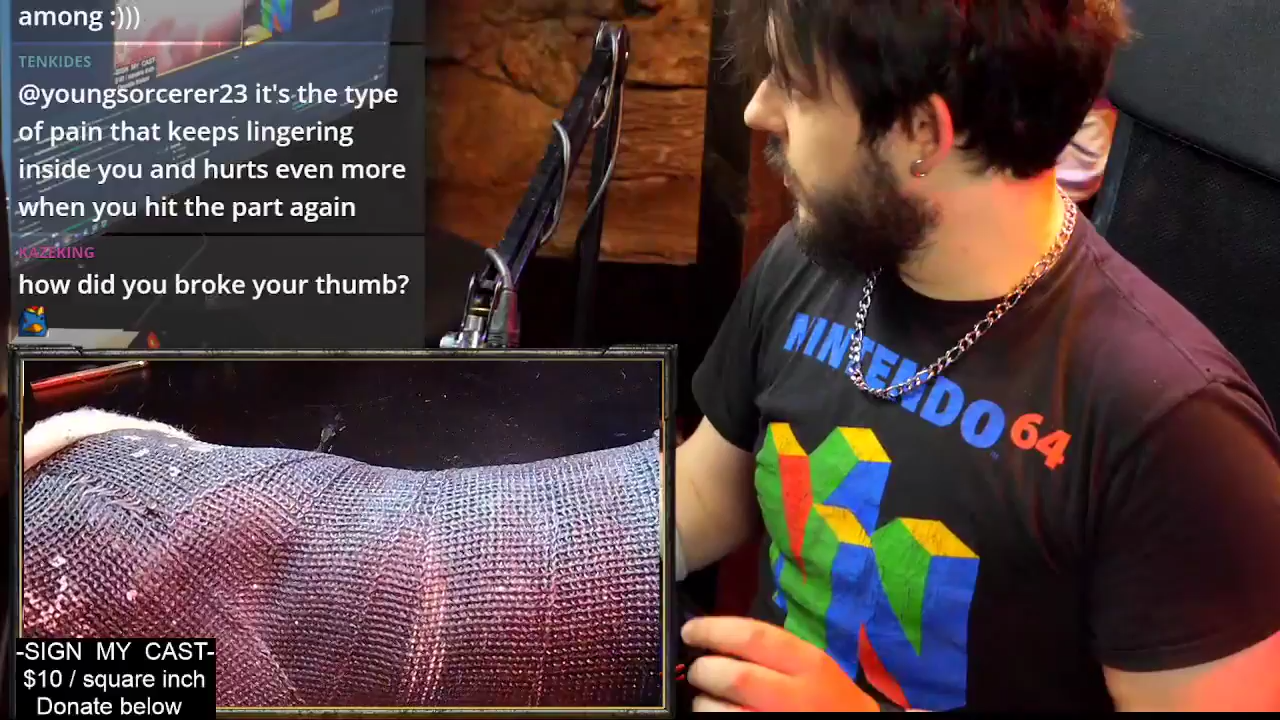 among :)))
TENKIDES
@youngsorcerer23 it's the type
of pain that keeps lingering
inside you and hurts even more
when you hit the part again
KAZEKING
how did you broke your thumb?
NINTENDO 64
-SIGN MY CAST-
$10 / square inch
Donate below